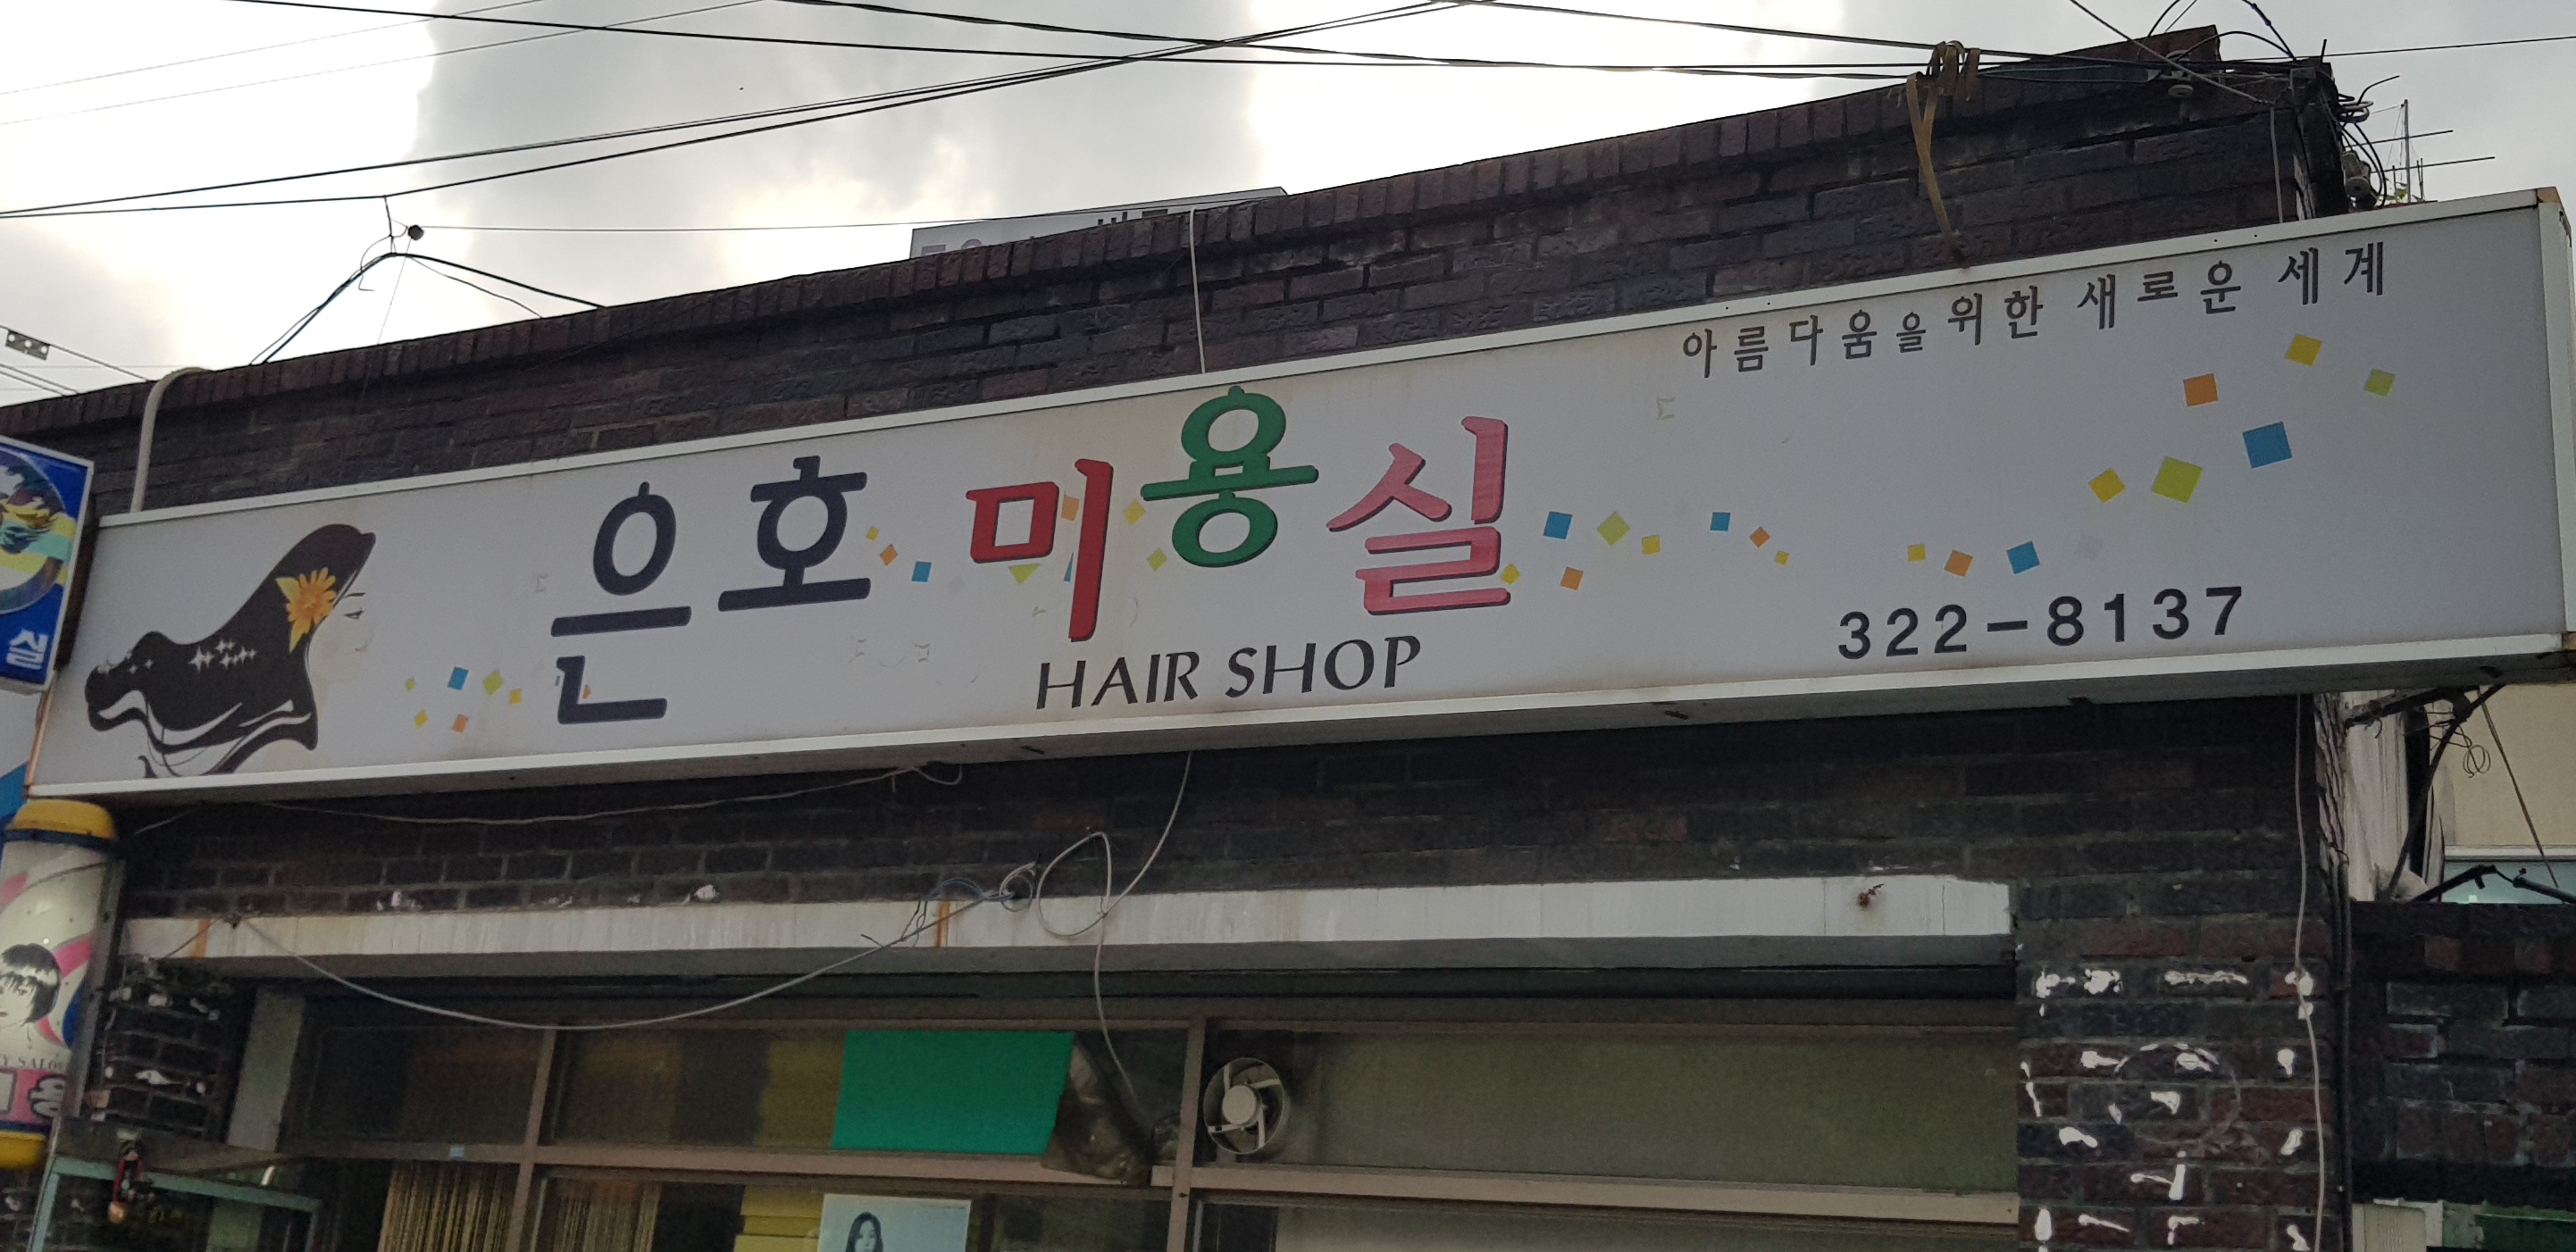 아름다움을위한 새로운 세계
은호 미용실
HAIR SHOP
322-8137
실